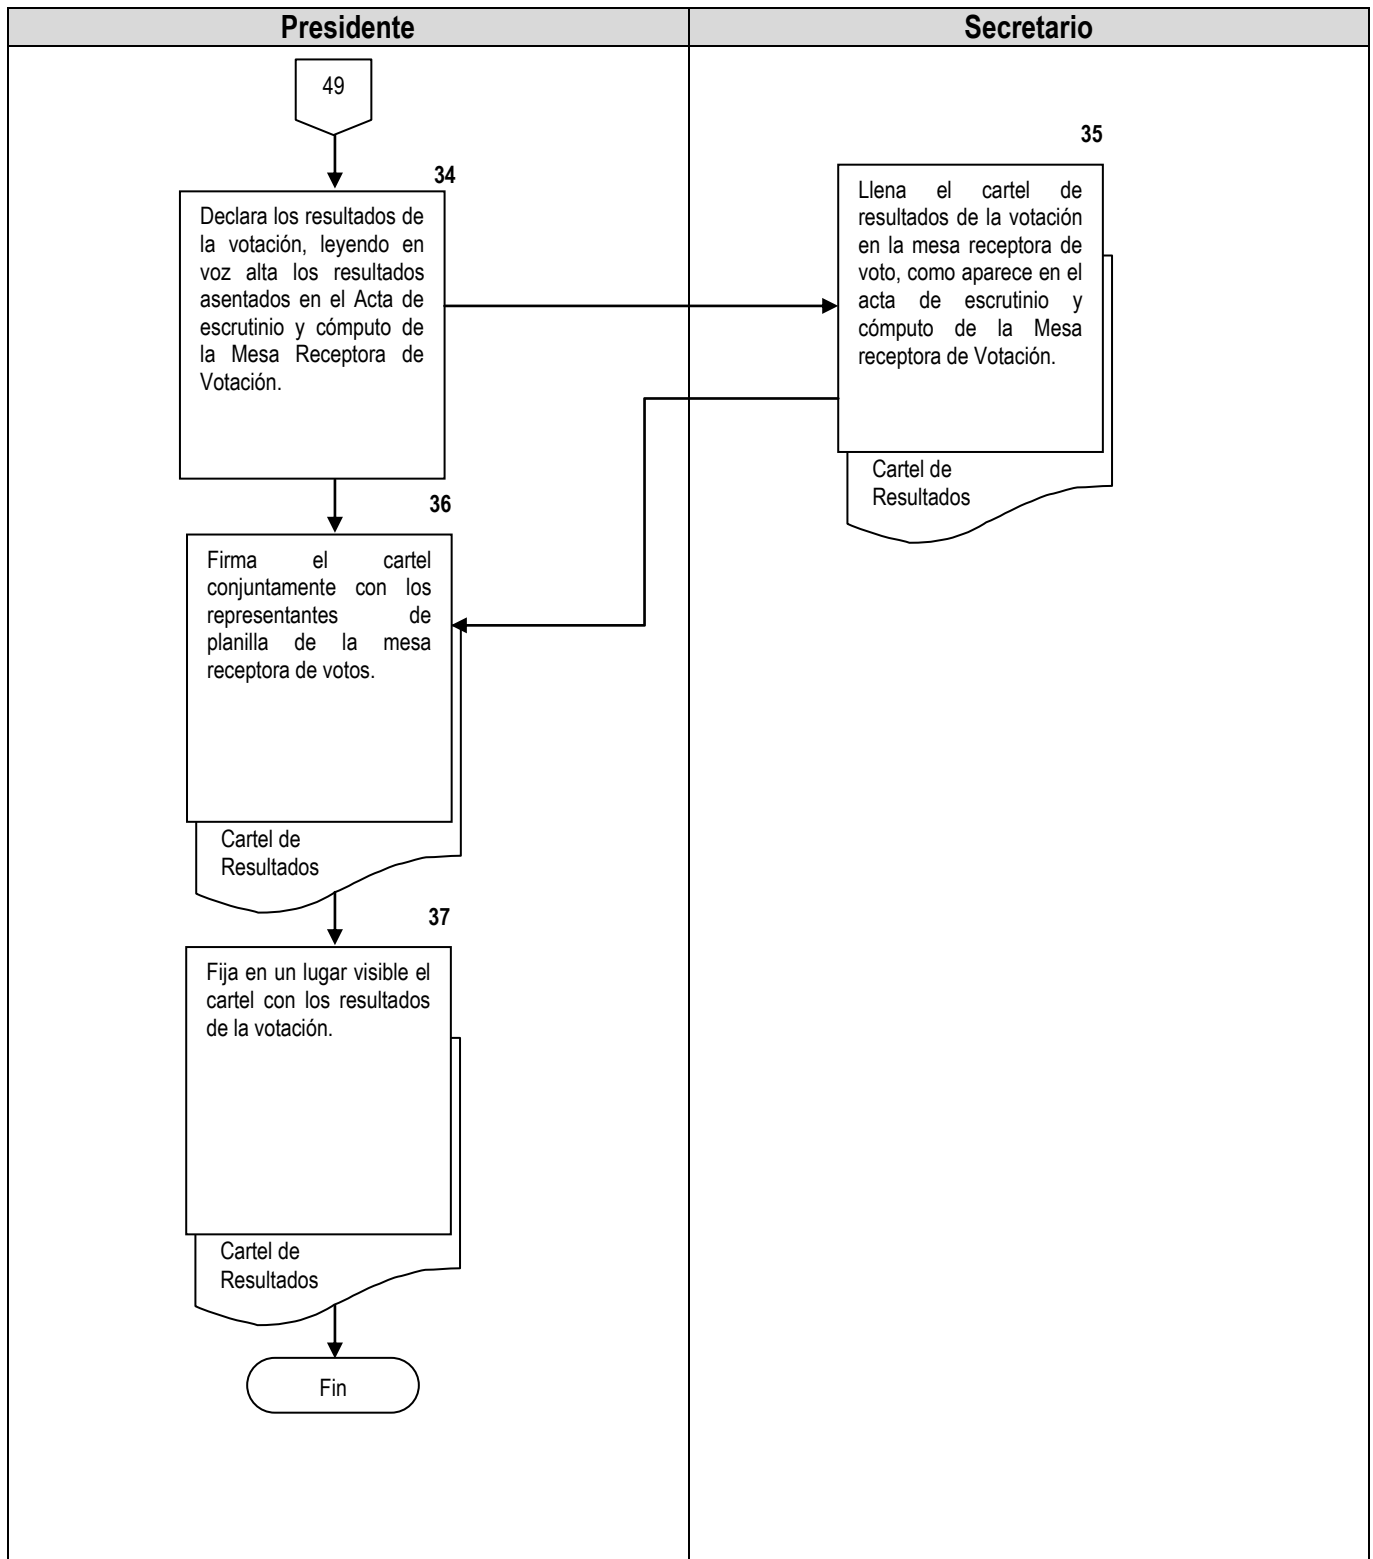 Presidente
Secretario
49
34
Declara los resultados de
la votación, leyendo en
voz alta los resultados
asentados en el Acta de
escrutinio y cómputo de
la Mesa Receptora de
Votación.
35
Llena el cartel de
resultados de la votación
en la mesa receptora de
voto, como aparece en el
acta de escrutinio y
cómputo de la Mesa
receptora de Votación.
Cartel de
Resultados
36
Firma el cartel
conjuntamente con los
representantes de
planilla de la mesa
receptora de votos.
Cartel de
Resultados
37
Fija en un lugar visible el
cartel con los resultados
de la votación.
Cartel de
Resultados
Fin